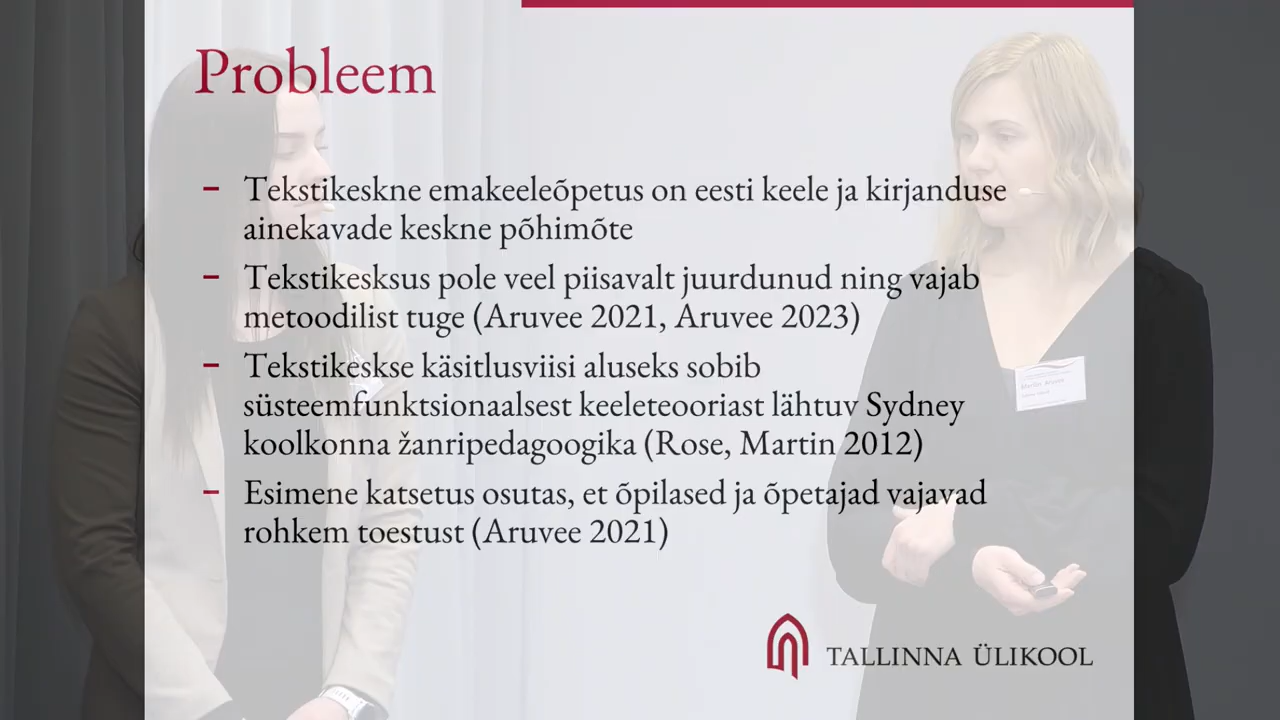 Probleem
- Tekstikeskne emakeeleõpetus on eesti keele ja kirjanduse
ainekavade keskne põhimõte
- Tekstikesksus pole veel piisavalt juurdunud ning vajab
metoodilist tuge (Aruvee 2021, Aruvee 2023)
- Tekstikeskse käsitlusviisi aluseks sobib
süsteemfunktsionaalsest keeleteooriast lähtuv Sydney
koolkonna žanripedagoogika (Rose, Martin 2012)
- Esimene katsetus osutas, et õpilased ja õpetajad vajavad
rohkem toestust (Aruvee 2021)
TALLINNA ÜLIKOOL